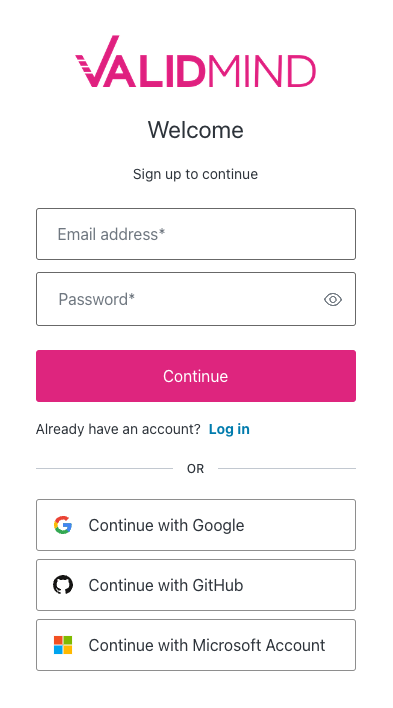 VALIDMIND
Welcome
Sign up to continue
Email address*
Password*
Continue
Already have an account? Log in
OR
Continue with Google
Continue with GitHub
Continue with Microsoft Account